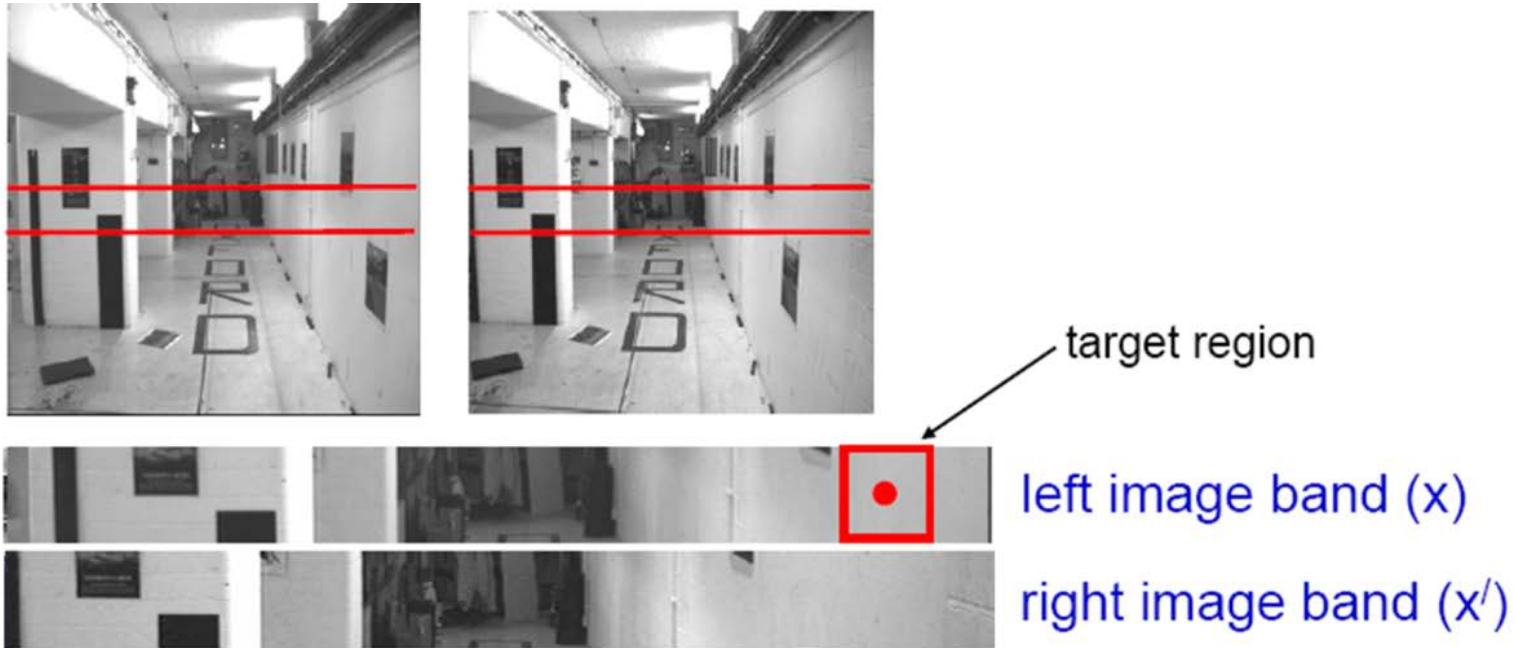 target region
left image band (x)
right image band (x/)